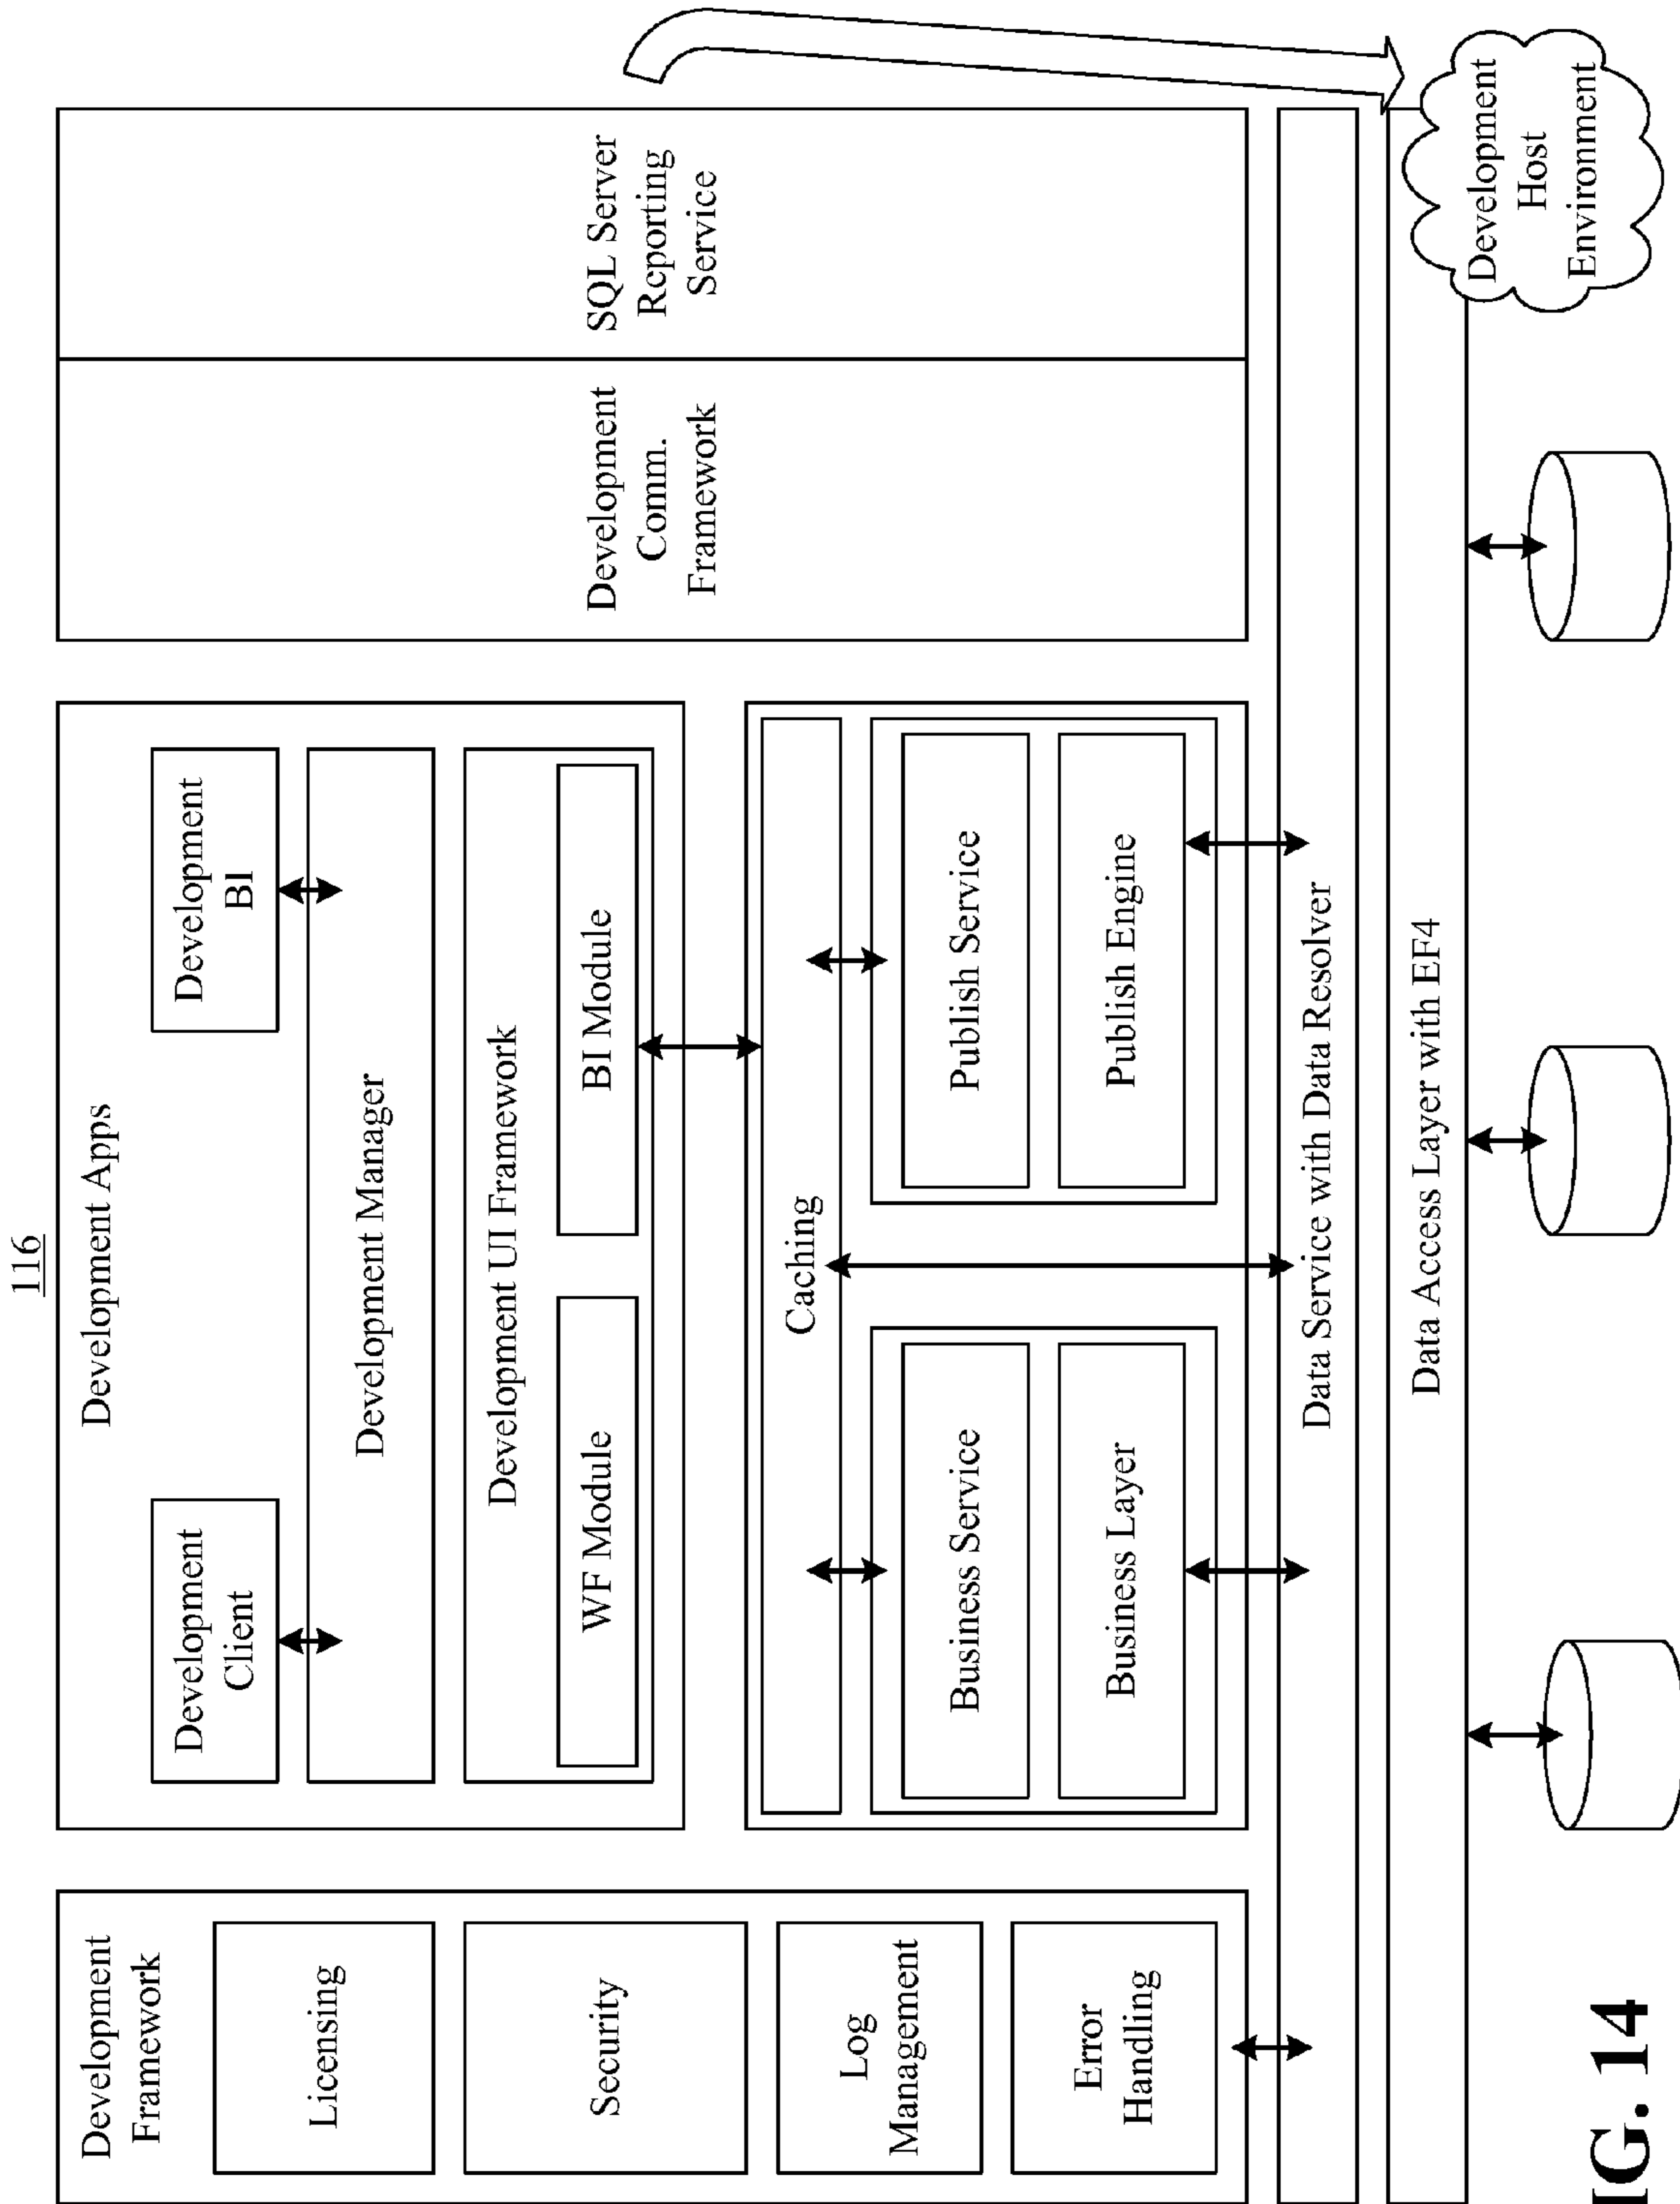 116
Development
Framework
Licensing
Security
Log
Management
Error
Handling
Development Apps
Development
Client
Development
BI
Development Manager
Development UI Framework
WF Module
BI Module
Caching
Business Service
Business Layer
Publish Service
Publish Engine
Development
Comm.
Framework
SQL Server
Reporting
Service
Data Service with Data Resolver
Data Access Layer with EF4
Development
Host
Environment
IG. 14